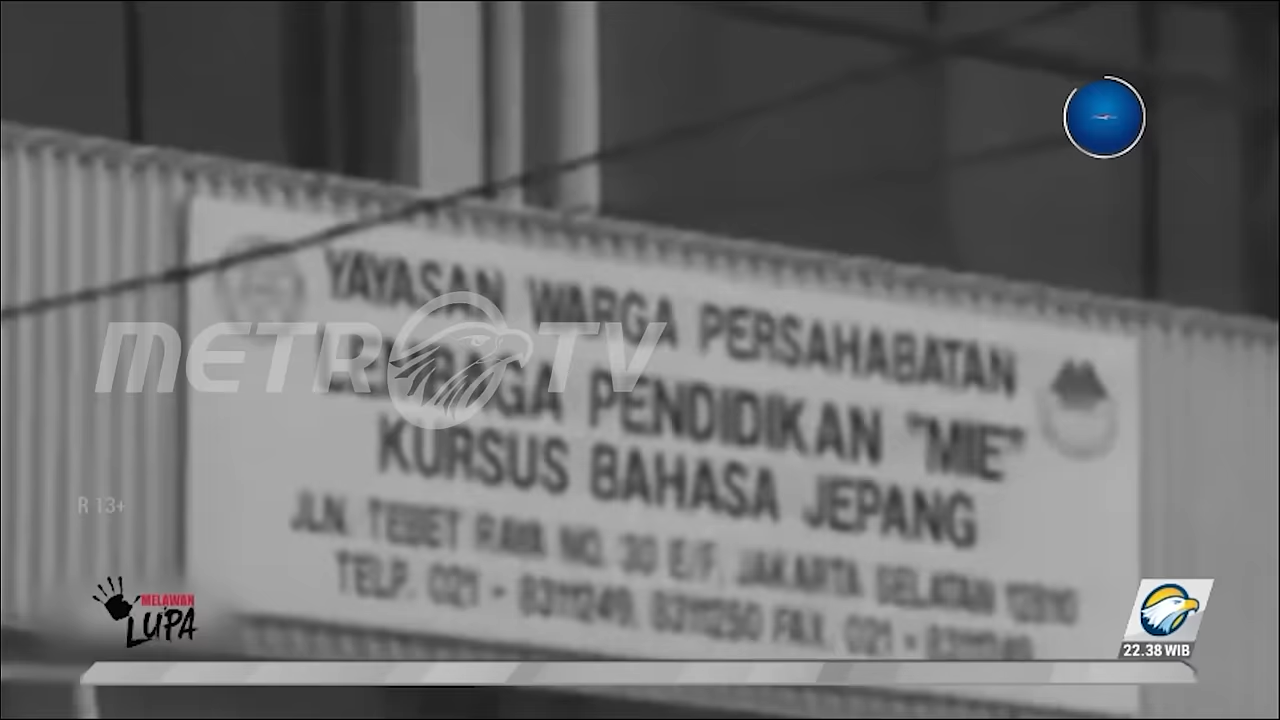 YAYASAN WARGA PERSAHABATAN
METRO TV
LEMBAGA PENDIDIKAN "MIE"
KURSUS BAHASA JEPANG
R 13+
JLN. TEBET RAYA NO. 30 E/F. JAKARTA SELATAN
TELP. 021 - 8311249, 8311250 FAX. 021 -
MELAWAN
LUPA
22.38 WIB